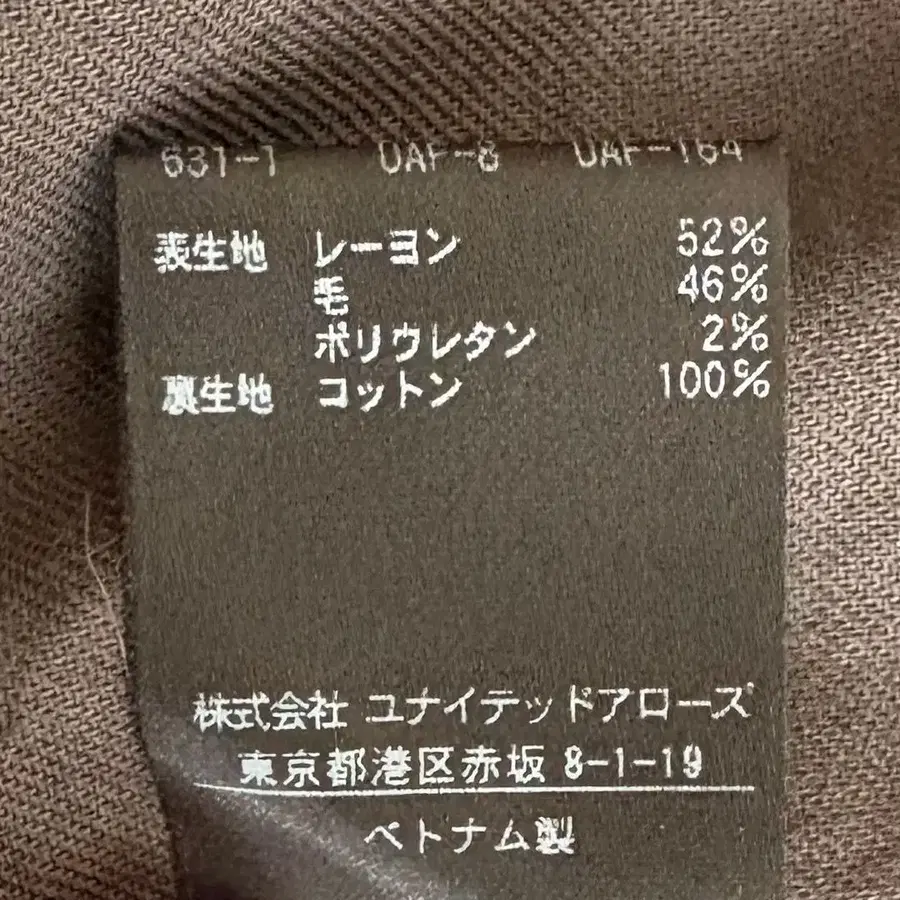 631-1 UAF-8 UAF-164
表生地 レーヨン 52%
毛 46%
ポリウレタン 2%
裏生地 コットン 100%
株式会社 ユナイテッドアローズ
東京都港区赤坂 8-1-19
ベトナム製